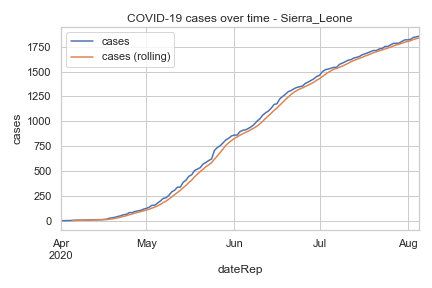 COVID-19 cases over time - Sierra_Leone
cases
cases (rolling)
1750
1500
1250
1000
750
500
250
0
cases
Apr May Jun Jul Aug
2020
dateRep